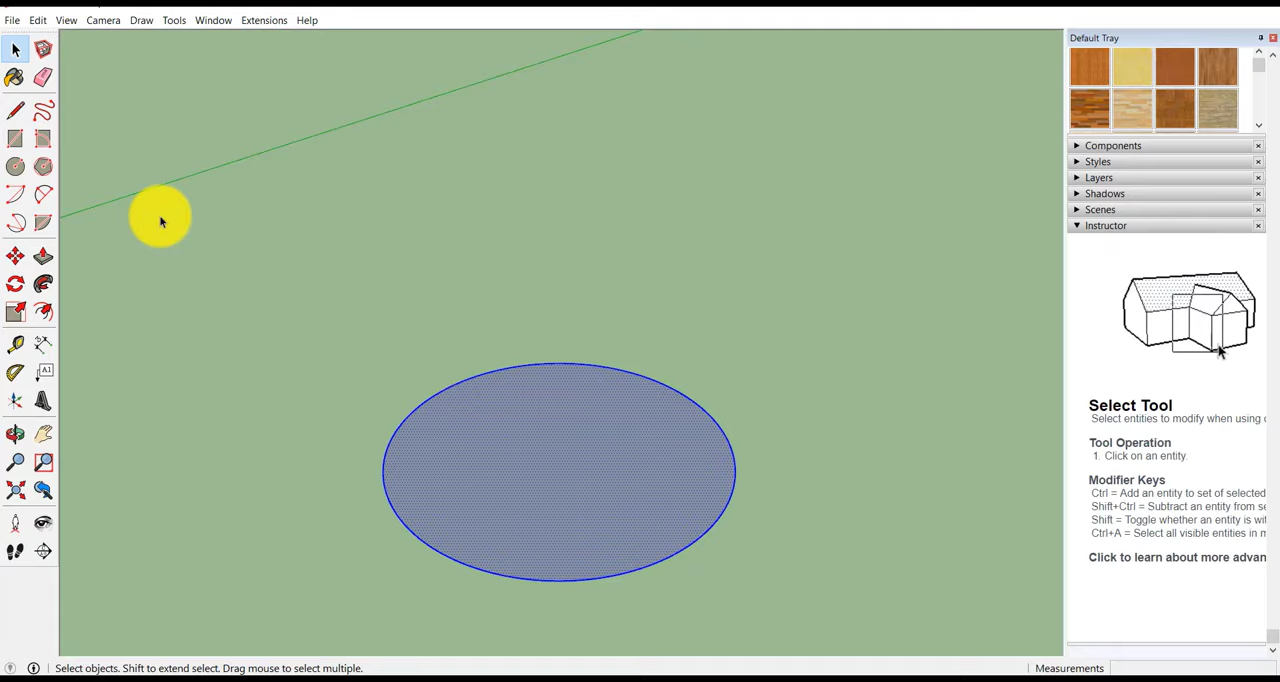 File Edit View Camera Draw Tools Window Extensions Help
Default Tray
Components
Styles
Layers
Shadows
Scenes
Instructor
A1
Select Tool
Select entities to modify when using
Tool Operation
1. Click on an entity.
Modifier Keys
Ctrl = Add an entity to set of selected
Shift+Ctrl = Subtract an entity from
Shift = Toggle whether an entity is
Ctrl+A = Select all visible entities in
Click to learn about more
Select objects. Shift to extend select. Drag mouse to select multiple.
Measurements